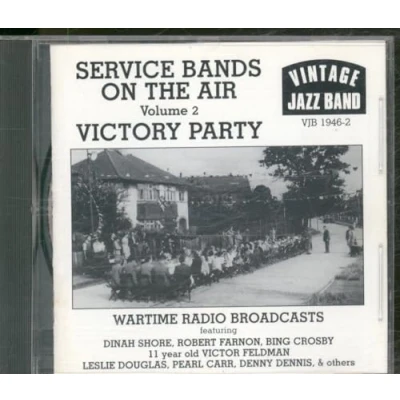 SERVICE BANDS
ON THE AIR
Volume 2
VICTORY PARTY
VINTAGE
JAZZ BAND
VJB 1946-2
WARTIME RADIO BROADCASTS
featuring
DINAH SHORE, ROBERT FARNON, BING CROSBY
11 year old VICTOR FELDMAN
LESLIE DOUGLAS, PEARL CARR, DENNY DENNIS, & others